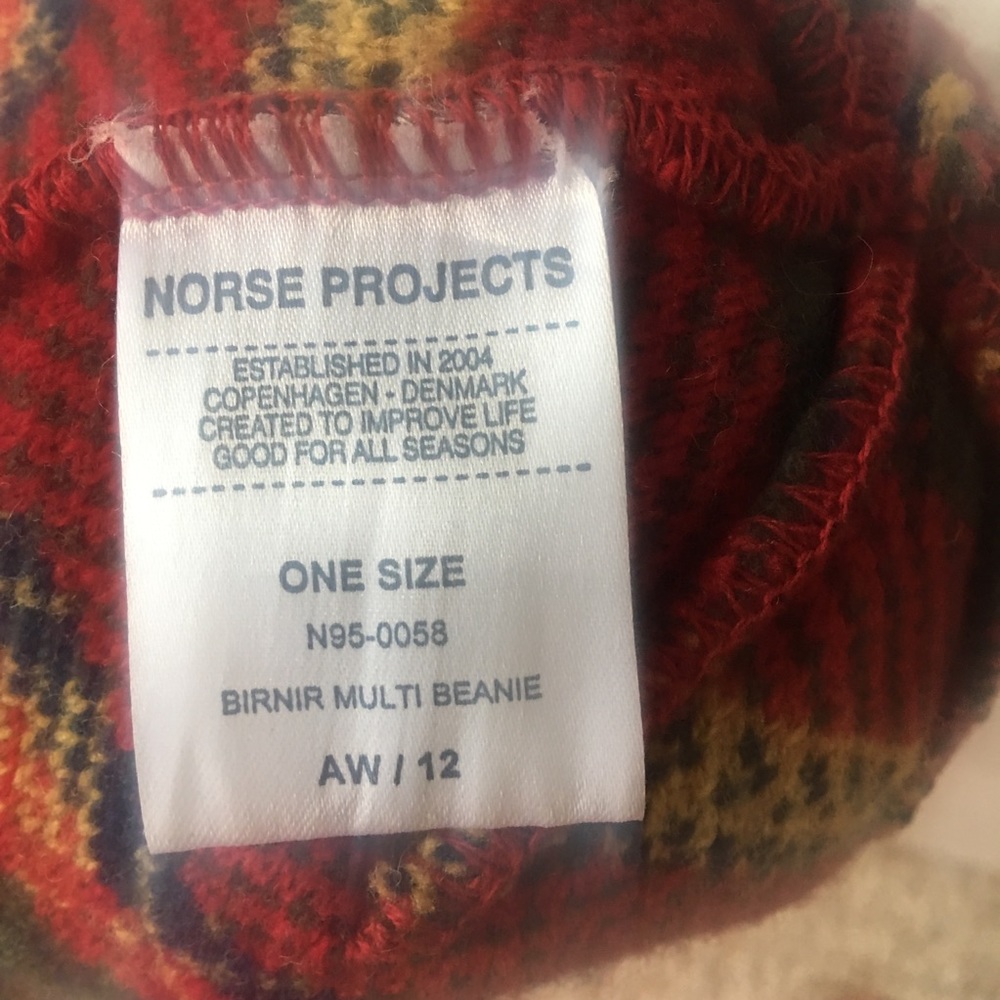 NORSE PROJECTS
ESTABLISHED IN 2004
COPENHAGEN - DENMARK
CREATED TO IMPROVE LIFE
GOOD FOR ALL SEASONS
ONE SIZE
N95-0058
BIRNIR MULTI BEANIE
AW / 12